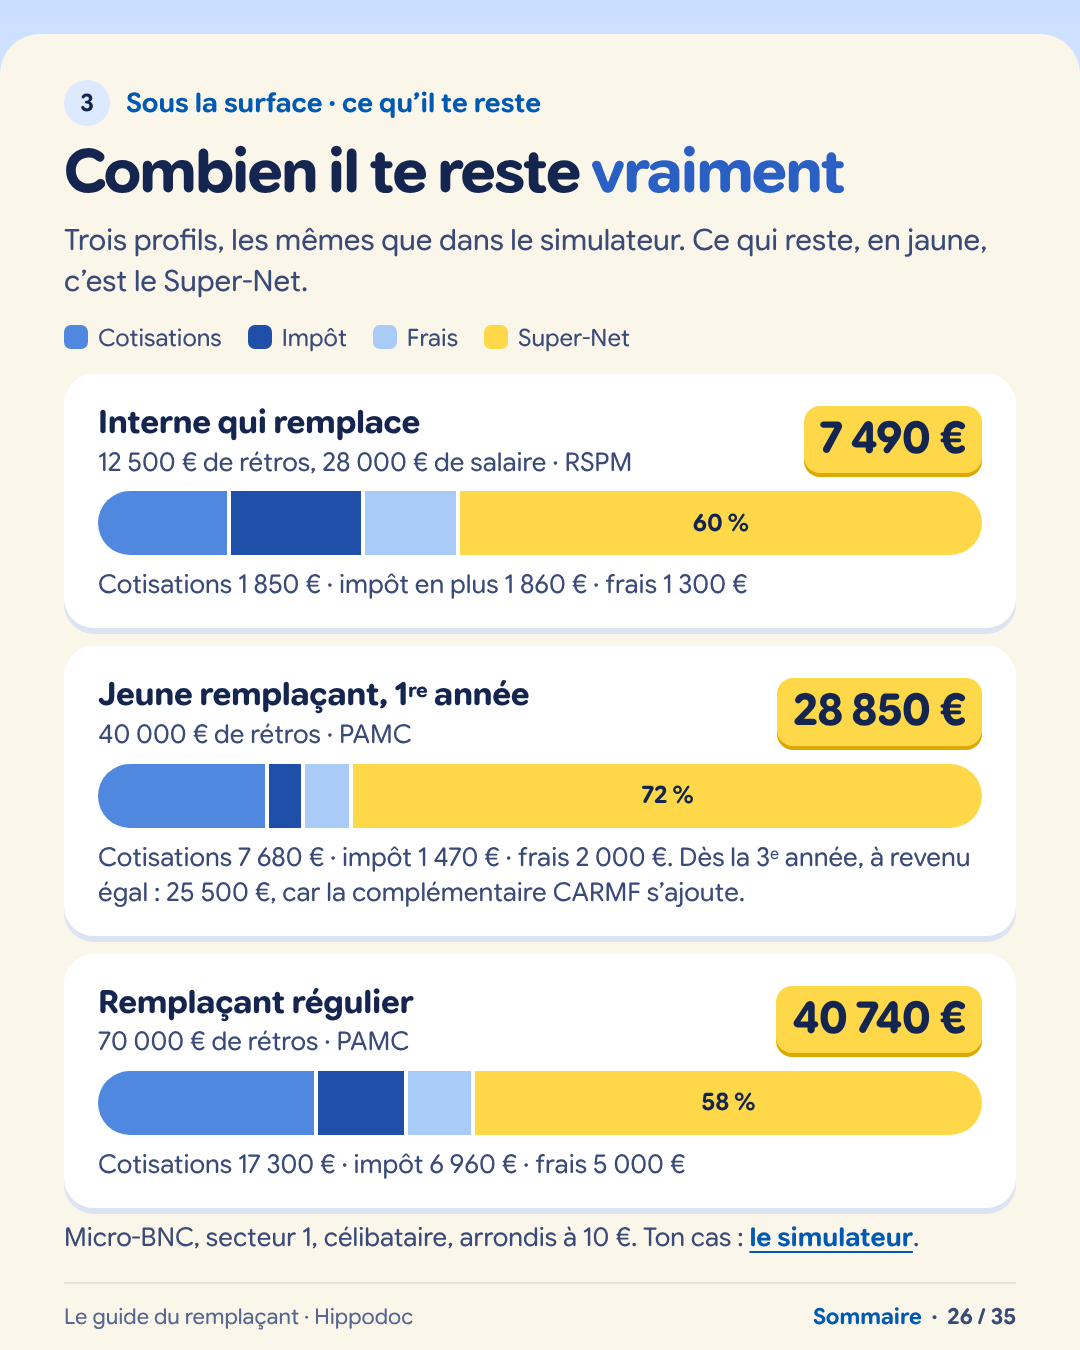 3 Sous la surface · ce qu’il te reste
Combien il te reste vraiment
Trois profils, les mêmes que dans le simulateur. Ce qui reste, en jaune,
c’est le Super-Net.
Cotisations Impôt Frais Super-Net
Interne qui remplace
7 490 €
12 500 € de rétros, 28 000 € de salaire · RSPM
60 %
Cotisations 1 850 € · impôt en plus 1 860 € · frais 1 300 €
Jeune remplaçant, 1re année
28 850 €
40 000 € de rétros · PAMC
72 %
Cotisations 7 680 € · impôt 1 470 € · frais 2 000 €. Dès la 3e année, à revenu
égal : 25 500 €, car la complémentaire CARMF s’ajoute.
Remplaçant régulier
40 740 €
70 000 € de rétros · PAMC
58 %
Cotisations 17 300 € · impôt 6 960 € · frais 5 000 €
Micro-BNC, secteur 1, célibataire, arrondis à 10 €. Ton cas : le simulateur.
Le guide du remplaçant · Hippodoc
Sommaire · 26 / 35